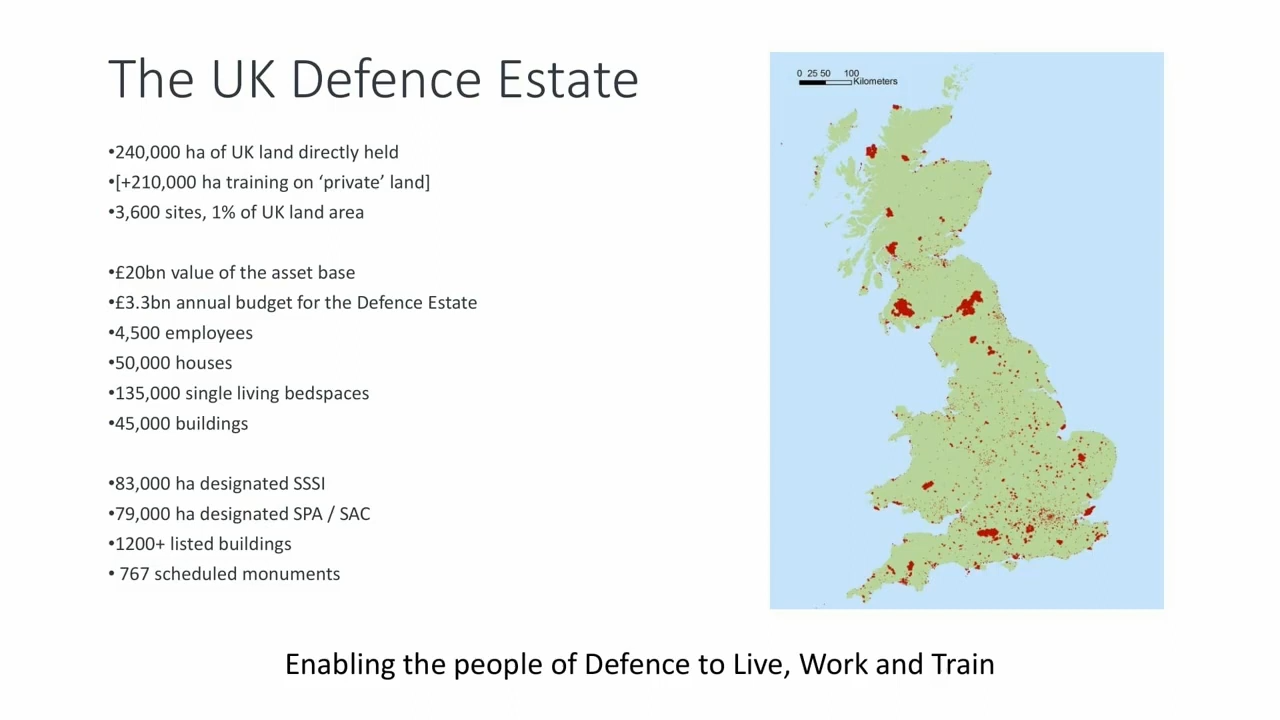 The UK Defence Estate
•240,000 ha of UK land directly held
•[+210,000 ha training on ‘private’ land]
•3,600 sites, 1% of UK land area
•£20bn value of the asset base
•£3.3bn annual budget for the Defence Estate
•4,500 employees
•50,000 houses
•135,000 single living bedspaces
•45,000 buildings
•83,000 ha designated SSSI
•79,000 ha designated SPA / SAC
•1200+ listed buildings
• 767 scheduled monuments
0 25 50 100
Kilometers
Enabling the people of Defence to Live, Work and Train